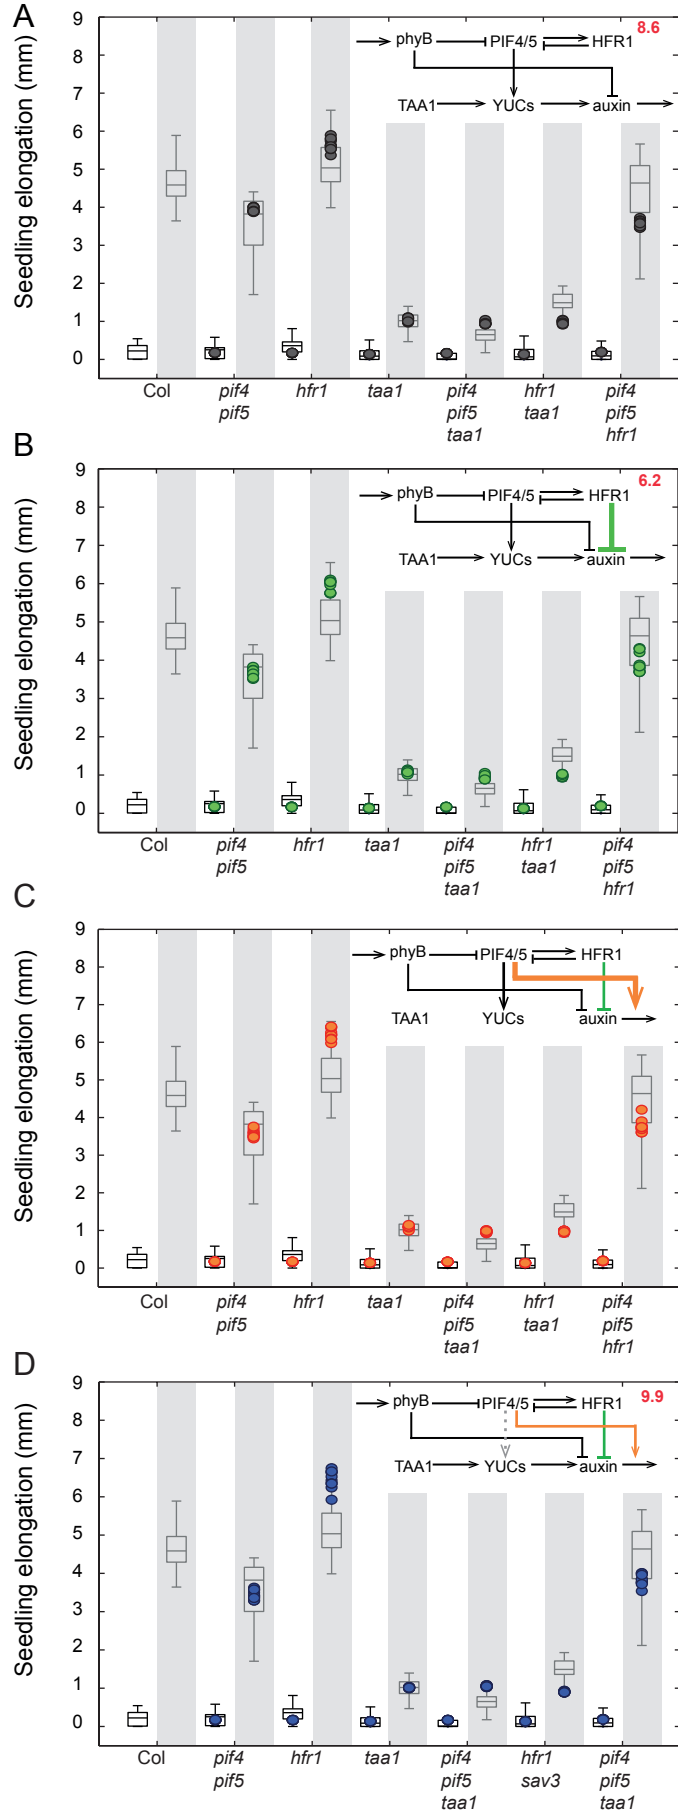 A
Seedling elongation (mm)
9
8
7
6
5
4
3
2
1
0
8.6
phyB PIF4/5 HFR1
TAA1 YUCs auxin
Col pif4 hfr1 taa1 pif4 hfr1 pif4
pif5 pif5 taa1 pif5
taa1 hfr1
B
Seedling elongation (mm)
9
8
7
6
5
4
3
2
1
0
6.2
phyB PIF4/5 HFR1
TAA1 YUCs auxin
Col pif4 hfr1 taa1 pif4 hfr1 pif4
pif5 pif5 taa1 pif5
taa1 hfr1
C
Seedling elongation (mm)
9
8
7
6
5
4
3
2
1
0
phyB PIF4/5 HFR1
TAA1 YUCs auxin
Col pif4 hfr1 taa1 pif4 hfr1 pif4
pif5 pif5 taa1 pif5
taa1 hfr1
D
Seedling elongation (mm)
9
8
7
6
5
4
3
2
1
0
9.9
phyB PIF4/5 HFR1
TAA1 YUCs auxin
Col pif4 hfr1 taa1 pif4 hfr1 pif4
pif5 pif5 sav3 pif5
taa1 taa1